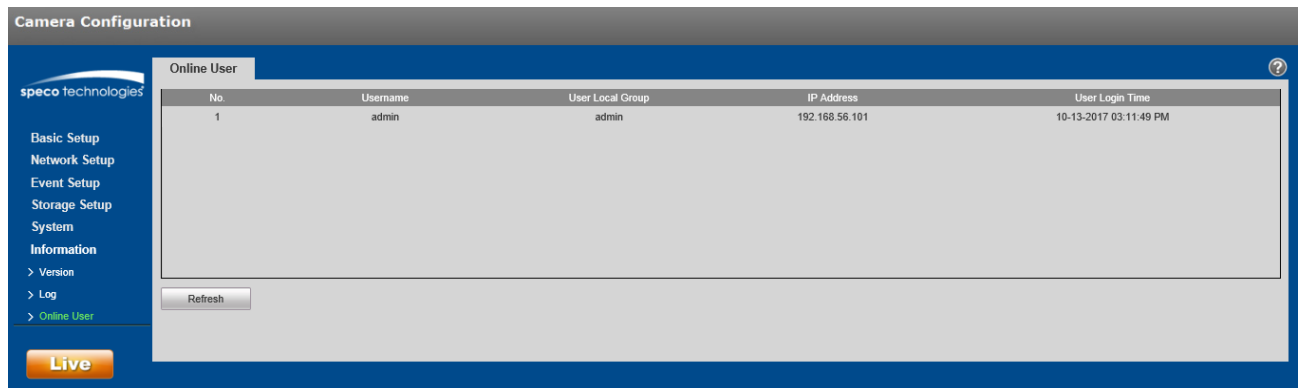 Camera Configuration
Online User
?
speco technologies
No. Username User Local Group IP Address User Login Time
1 admin admin 192.168.56.101 10-13-2017 03:11:49 PM
Basic Setup
Network Setup
Event Setup
Storage Setup
System
Information
> Version
> Log
> Online User
Refresh
Live